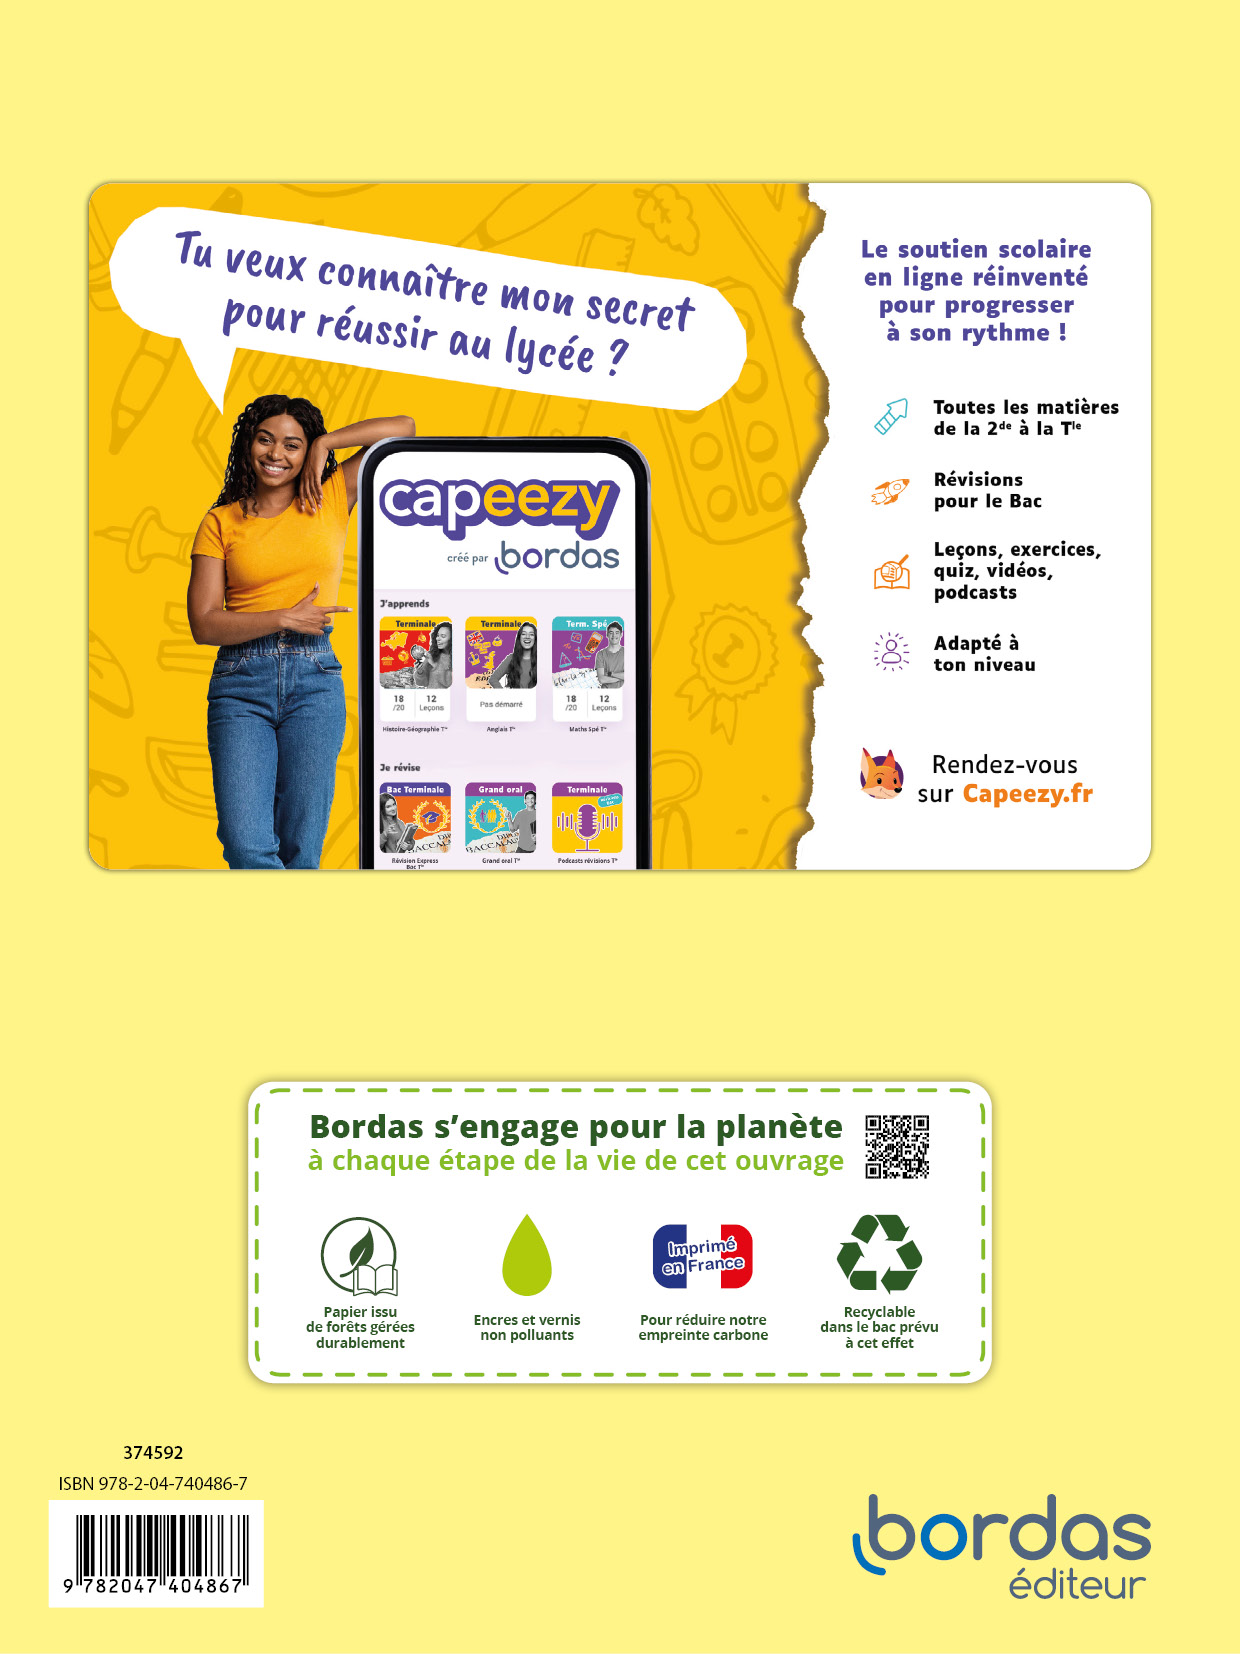 Tu veux connaître mon secret
pour réussir au lycée ?
capeezy
créé par bordas
J'apprends
Terminale
Terminale
Term. Spé
18
/20
12
Leçons
Pas démarré
18
/20
12
Leçons
Histoire-Géographie Tle
Anglais Tle
Maths Spé Tle
Je révise
Bac Terminale
Grand oral
Terminale
Révision Express
Bac Tle
Grand oral Tle
Podcasts révisions Tle
Le soutien scolaire
en ligne réinventé
pour progresser
à son rythme !
Toutes les matières
de la 2de à la Tle
Révisions
pour le Bac
Leçons, exercices,
quiz, vidéos,
podcasts
Adapté à
ton niveau
Rendez-vous
sur Capeezy.fr
Bordas s'engage pour la planète
à chaque étape de la vie de cet ouvrage
Papier issu
de forêts gérées
durablement
Encres et vernis
non polluants
Imprimé
en France
Pour réduire notre
empreinte carbone
Recyclable
dans le bac prévu
à cet effet
374592
ISBN 978-2-04-740486-7
9 782047 404867
bordas
éditeur